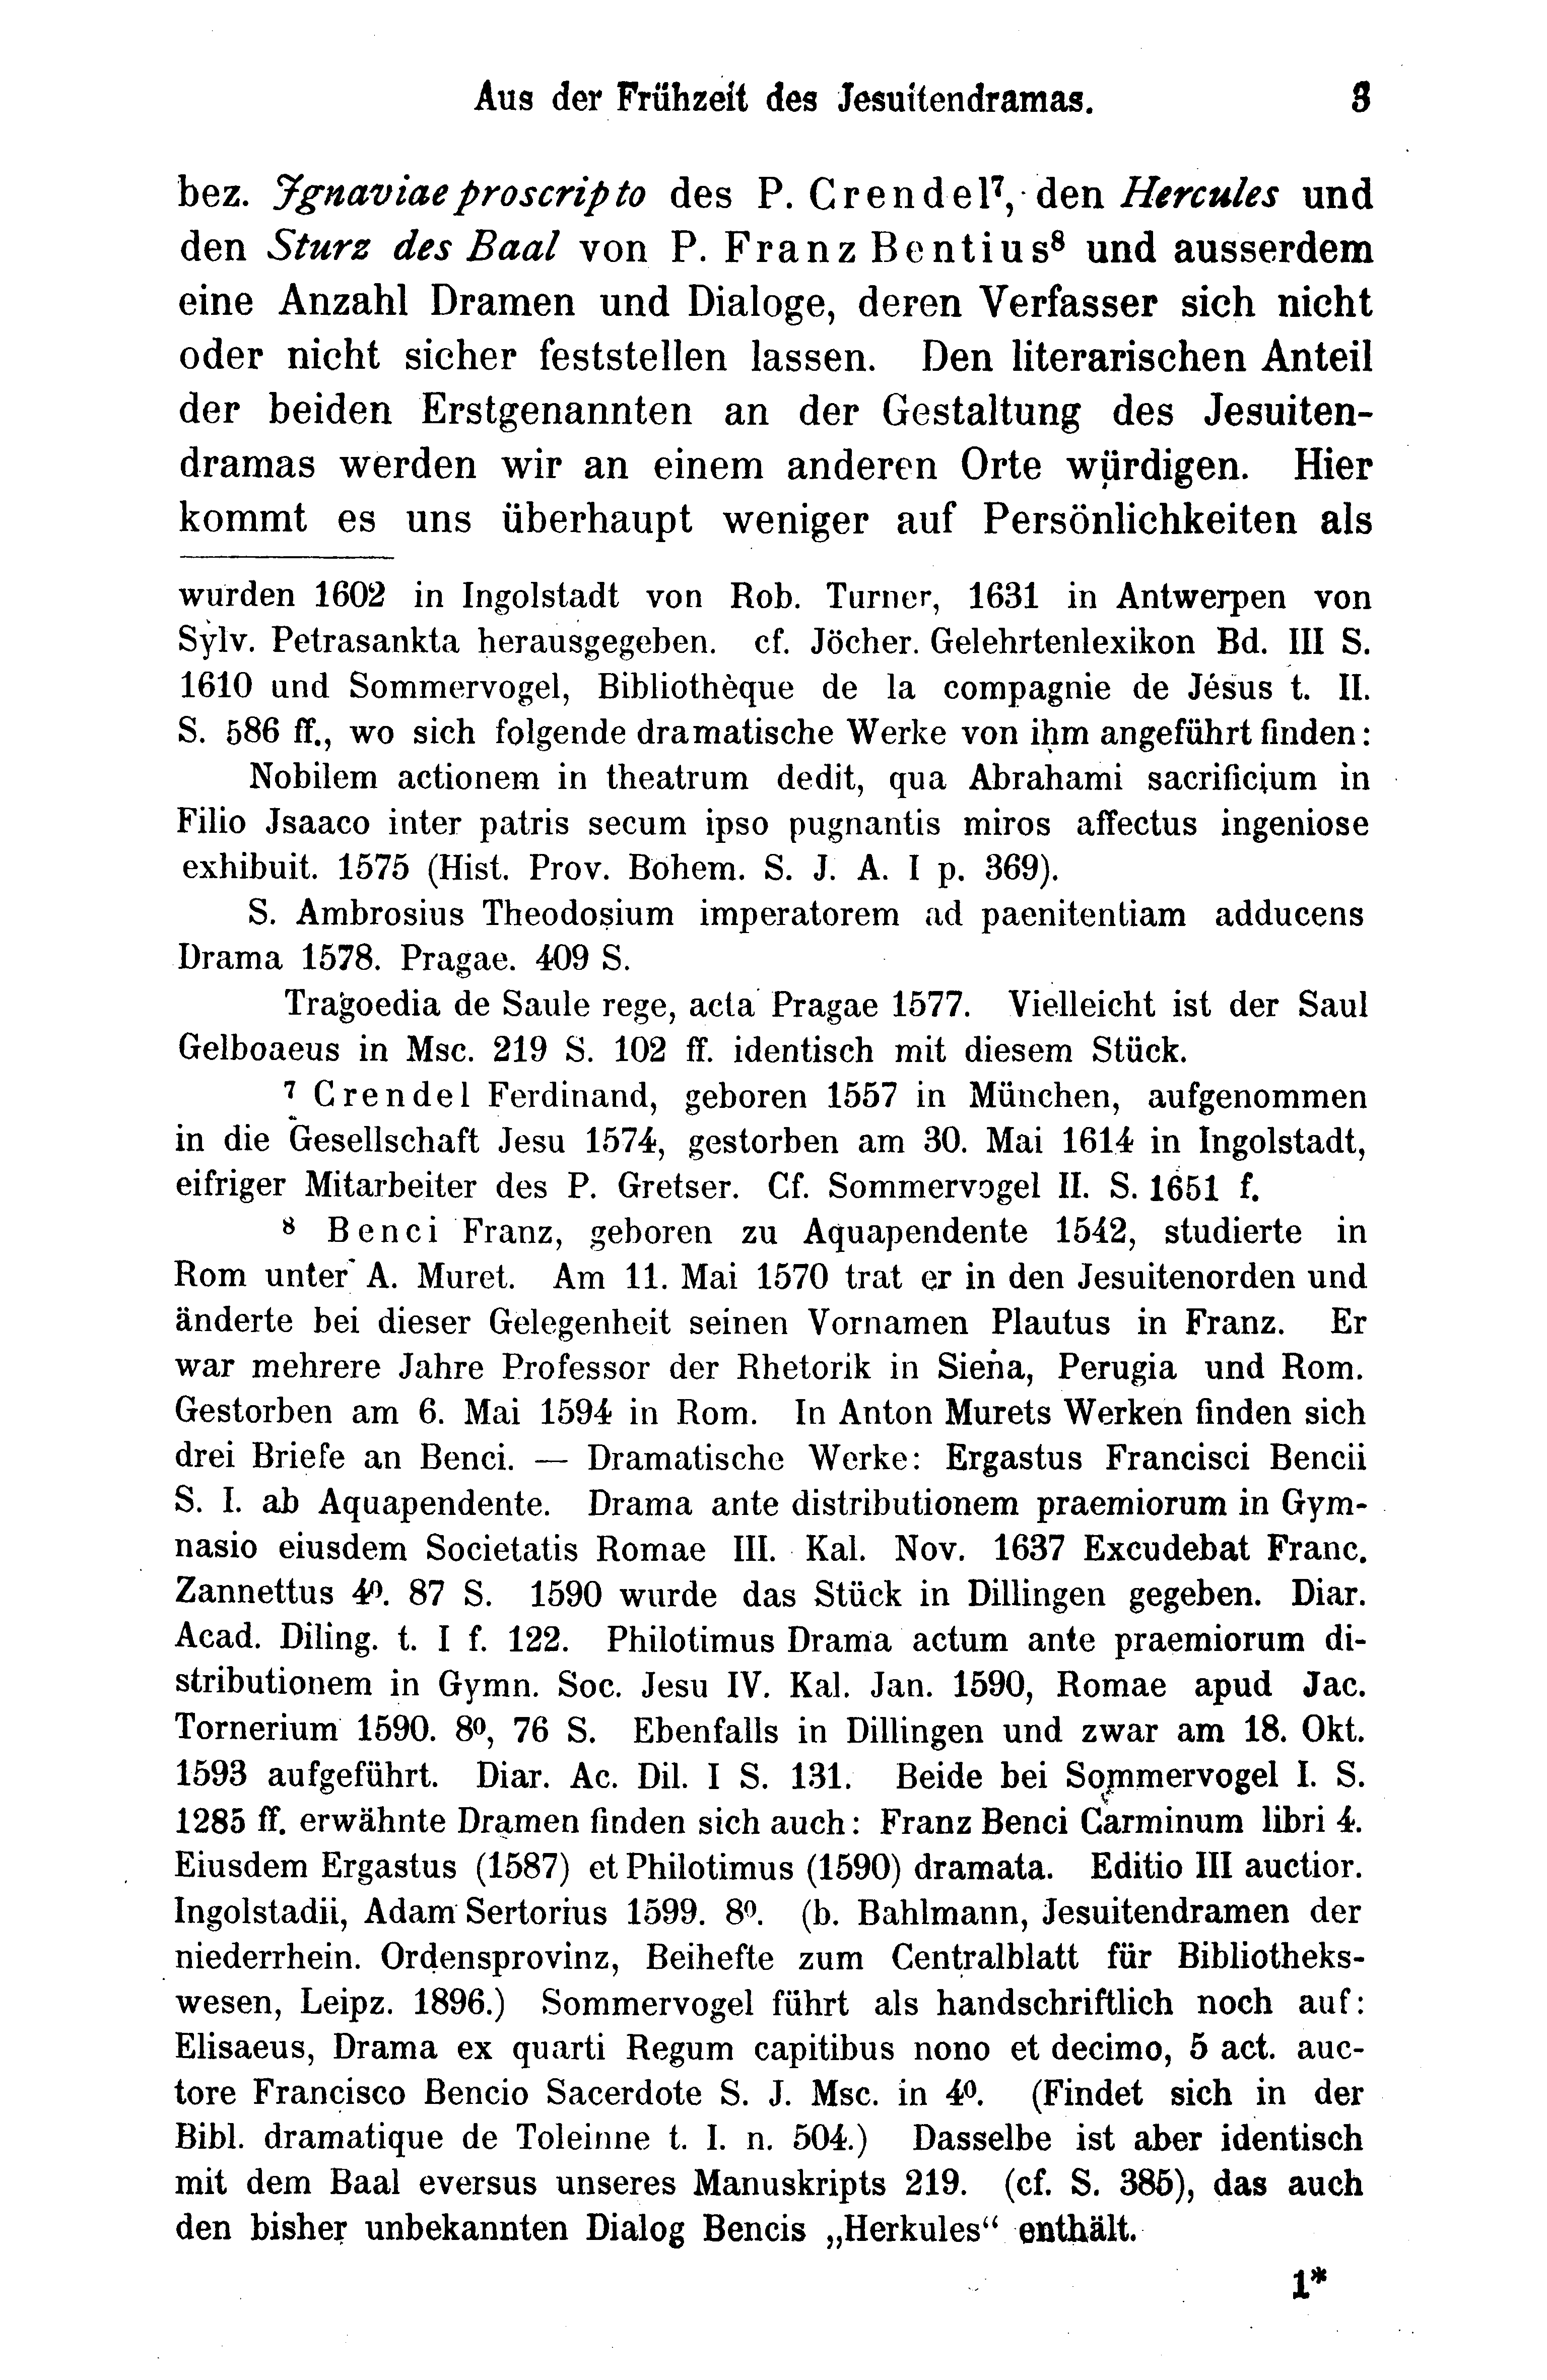 Aus der Frühzeit des Jesuitendramas. 3
bez. Ignaviae proscripto des P. Crendel⁷, den Hercules und
den Sturz des Baal von P. Franz Bentius⁸ und ausserdem
eine Anzahl Dramen und Dialoge, deren Verfasser sich nicht
oder nicht sicher feststellen lassen. Den literarischen Anteil
der beiden Erstgenannten an der Gestaltung des Jesuiten-
dramas werden wir an einem anderen Orte würdigen. Hier
kommt es uns überhaupt weniger auf Persönlichkeiten als
wurden 1602 in Ingolstadt von Rob. Turner, 1631 in Antwerpen von
Sylv. Petrasankta herausgegeben. cf. Jöcher. Gelehrtenlexikon Bd. III S.
1610 und Sommervogel, Bibliothèque de la compagnie de Jésus t. II.
S. 586 ff., wo sich folgende dramatische Werke von ihm angeführt finden:
Nobilem actionem in theatrum dedit, qua Abrahami sacrificium in
Filio Jsaaco inter patris secum ipso pugnantis miros affectus ingeniose
exhibuit. 1575 (Hist. Prov. Bohem. S. J. A. I p. 369).
S. Ambrosius Theodosium imperatorem ad paenitentiam adducens
Drama 1578. Pragae. 409 S.
Tragoedia de Saule rege, acta Pragae 1577. Vielleicht ist der Saul
Gelboaeus in Msc. 219 S. 102 ff. identisch mit diesem Stück.
⁷ Crendel Ferdinand, geboren 1557 in München, aufgenommen
in die Gesellschaft Jesu 1574, gestorben am 30. Mai 1614 in Ingolstadt,
eifriger Mitarbeiter des P. Gretser. Cf. Sommervogel II. S. 1651 f.
⁸ Benci Franz, geboren zu Aquapendente 1542, studierte in
Rom unter A. Muret. Am 11. Mai 1570 trat er in den Jesuitenorden und
änderte bei dieser Gelegenheit seinen Vornamen Plautus in Franz. Er
war mehrere Jahre Professor der Rhetorik in Siena, Perugia und Rom.
Gestorben am 6. Mai 1594 in Rom. In Anton Murets Werken finden sich
drei Briefe an Benci. — Dramatische Werke: Ergastus Francisci Bencii
S. I. ab Aquapendente. Drama ante distributionem praemiorum in Gym-
nasio eiusdem Societatis Romae III. Kal. Nov. 1637 Excudebat Franc.
Zannettus 4⁰. 87 S. 1590 wurde das Stück in Dillingen gegeben. Diar.
Acad. Diling. t. I f. 122. Philotimus Drama actum ante praemiorum di-
stributionem in Gymn. Soc. Jesu IV. Kal. Jan. 1590, Romae apud Jac.
Tornerium 1590. 8⁰, 76 S. Ebenfalls in Dillingen und zwar am 18. Okt.
1593 aufgeführt. Diar. Ac. Dil. I S. 131. Beide bei Sommervogel I. S.
1285 ff. erwähnte Dramen finden sich auch: Franz Benci Carminum libri 4.
Eiusdem Ergastus (1587) et Philotimus (1590) dramata. Editio III auctior.
Ingolstadii, Adam Sertorius 1599. 8⁰. (b. Bahlmann, Jesuitendramen der
niederrhein. Ordensprovinz, Beihefte zum Centralblatt für Bibliotheks-
wesen, Leipz. 1896.) Sommervogel führt als handschriftlich noch auf:
Elisaeus, Drama ex quarti Regum capitibus nono et decimo, 5 act. auc-
tore Francisco Bencio Sacerdote S. J. Msc. in 4⁰. (Findet sich in der
Bibl. dramatique de Toleinne t. I. n. 504.) Dasselbe ist aber identisch
mit dem Baal eversus unseres Manuskripts 219. (cf. S. 385), das auch
den bisher unbekannten Dialog Bencis „Herkules“ enthält.
1*